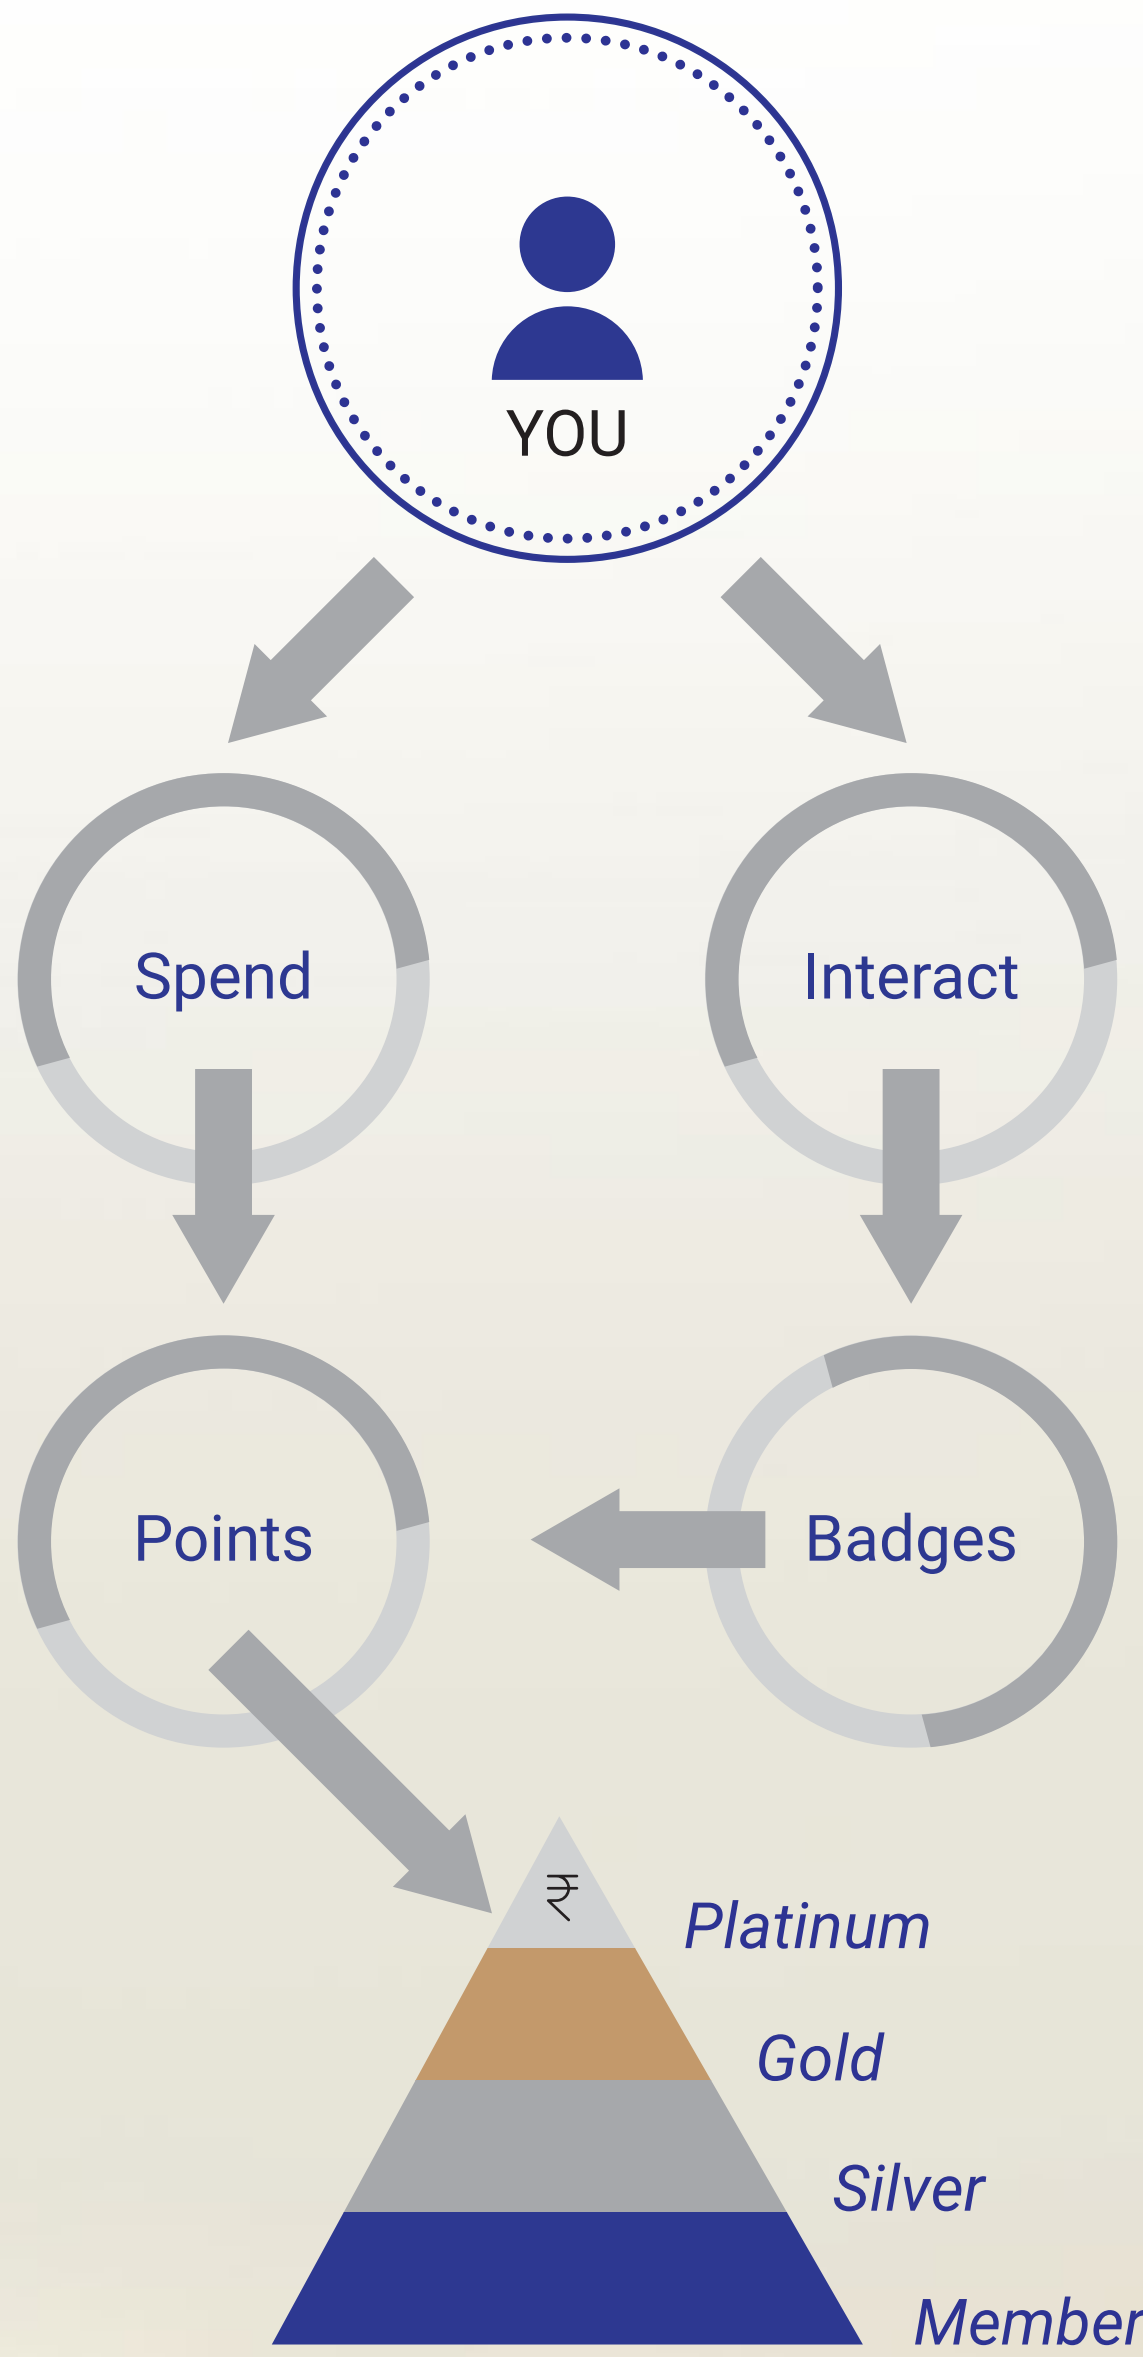 YOU
Spend
Interact
Points
Badges
₹
Platinum
Gold
Silver
Member